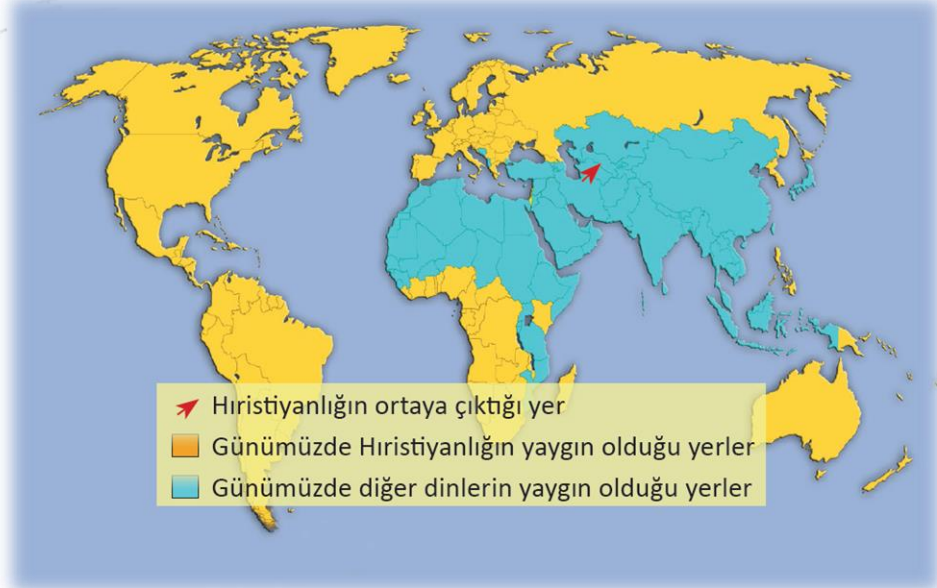 Hıristiyanlığın ortaya çıktığı yer
Günümüzde Hıristiyanlığın yaygın olduğu yerler
Günümüzde diğer dinlerin yaygın olduğu yerler